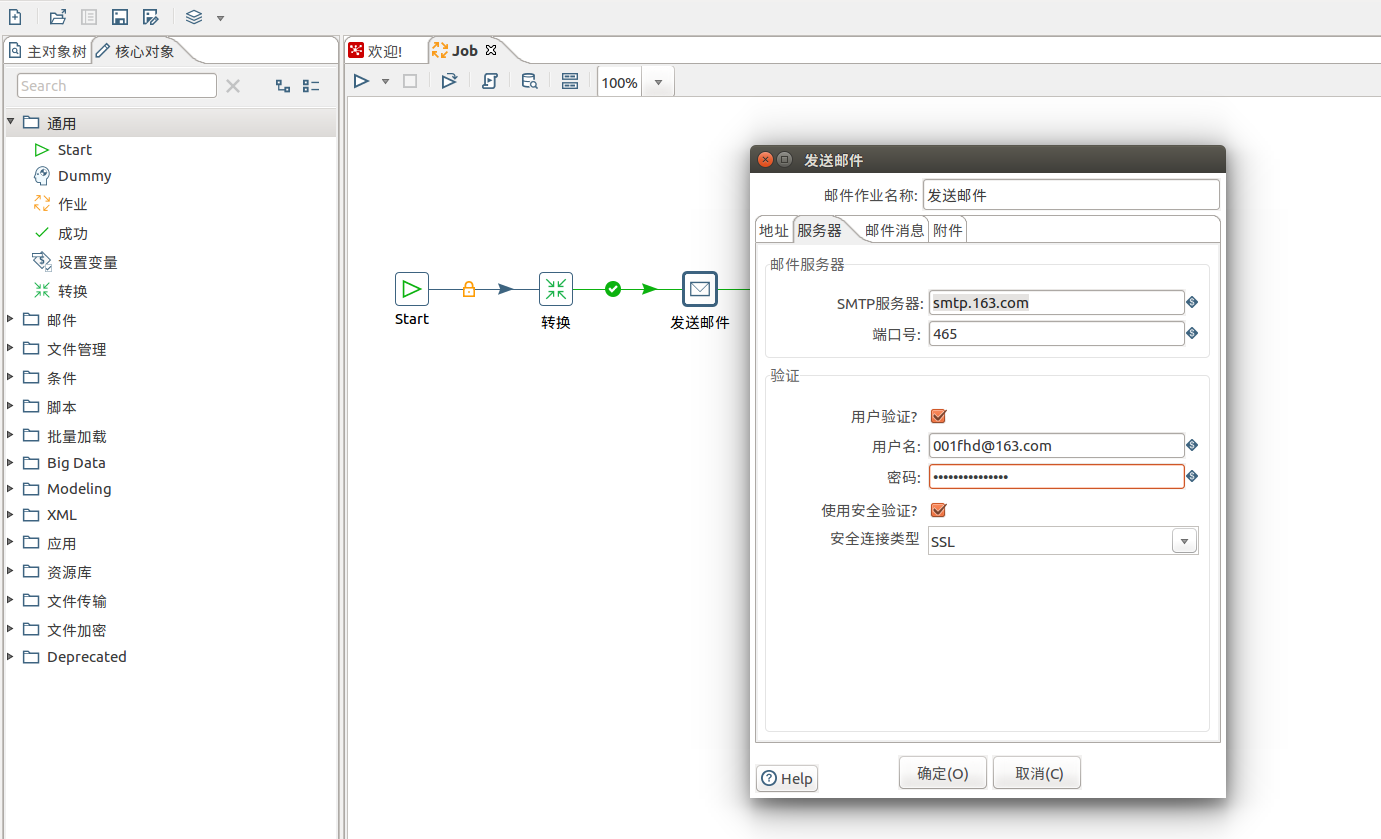 主对象树 核心对象
Search
通用
Start
Dummy
作业
成功
设置变量
转换
邮件
文件管理
条件
脚本
批量加载
Big Data
Modeling
XML
应用
资源库
文件传输
文件加密
Deprecated
欢迎! Job
100%
Start
转换
发送邮件
发送邮件
邮件作业名称: 发送邮件
地址 服务器 邮件消息 附件
邮件服务器
SMTP服务器: smtp.163.com
端口号: 465
验证
用户验证?
用户名: 001fhd@163.com
密码: •••••••••••••••
使用安全验证?
安全连接类型 SSL
Help 确定(O) 取消(C)